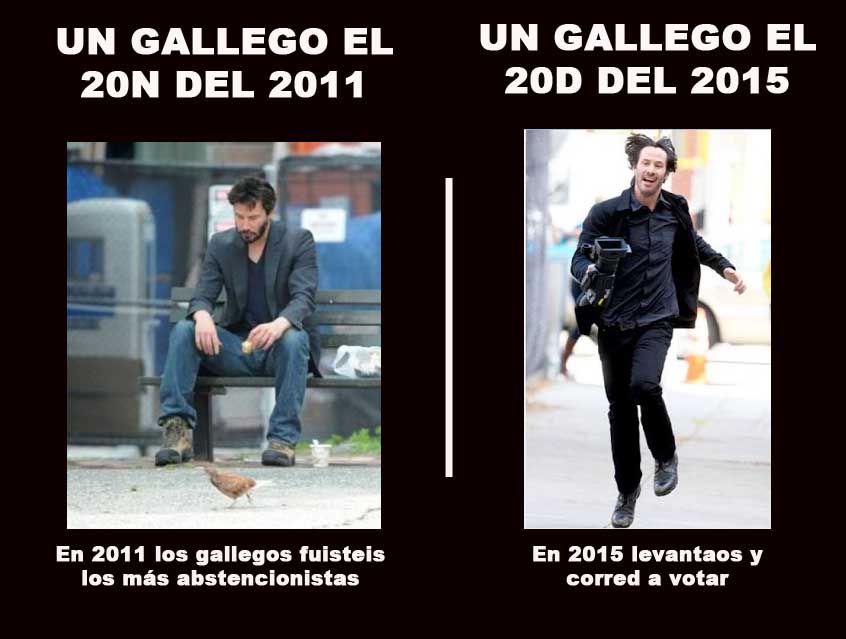 UN GALLEGO EL
20N DEL 2011
En 2011 los gallegos fuisteis
los más abstencionistas
UN GALLEGO EL
20D DEL 2015
En 2015 levantaos y
corred a votar